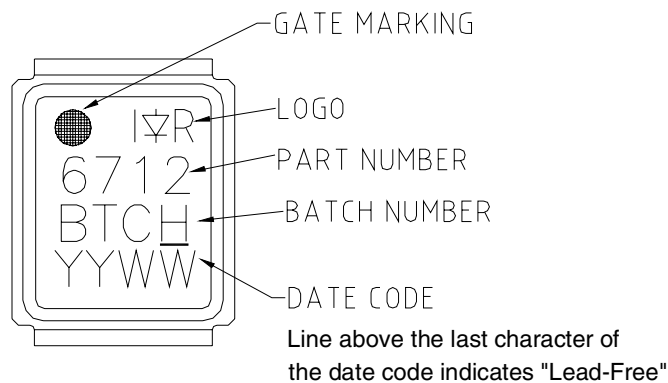 GATE MARKING
I R
LOGO
6712
PART NUMBER
BTCH
BATCH NUMBER
YYWW
DATE CODE
Line above the last character of
the date code indicates "Lead-Free"